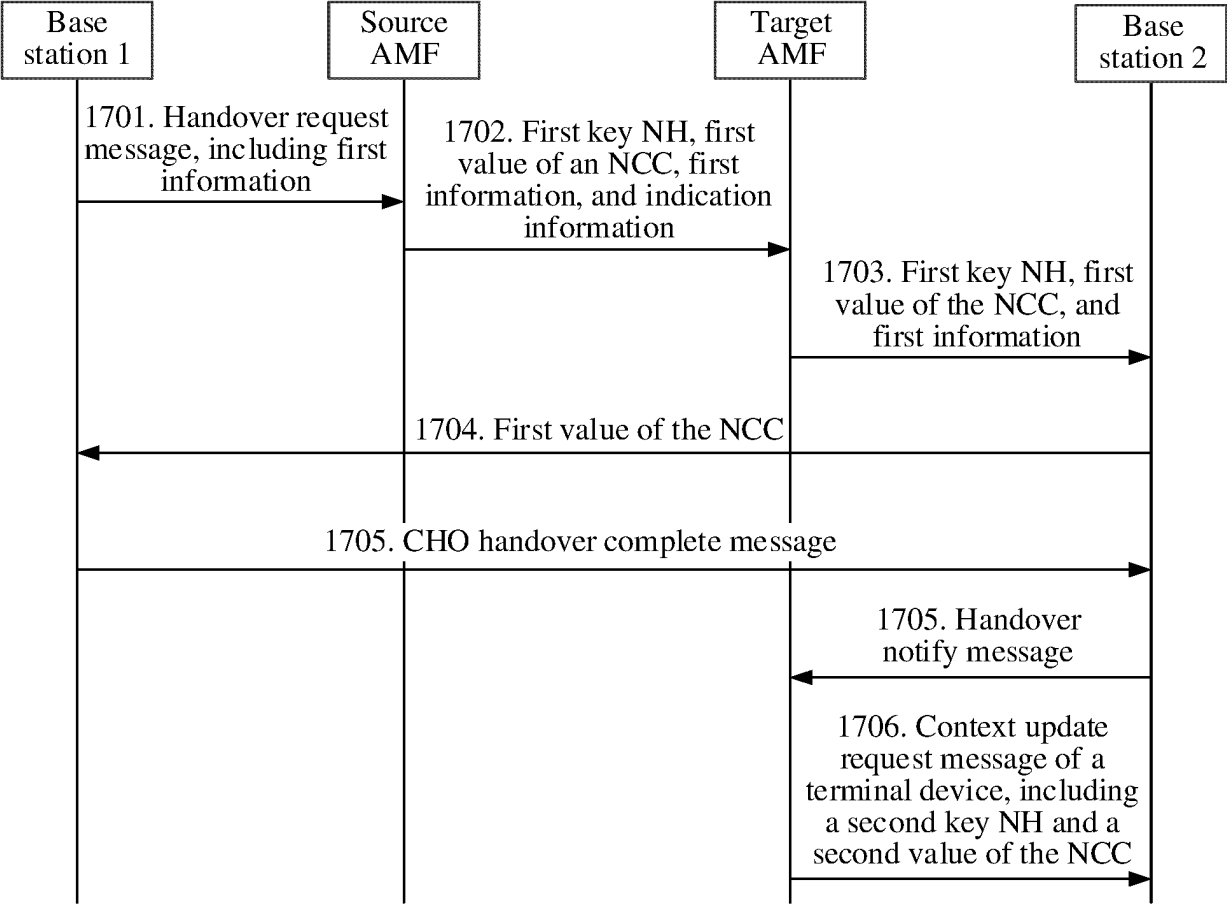 Base
station 1
Source
AMF
Target
AMF
Base
station 2
1701. Handover request
message, including first
information
1702. First key NH, first
value of an NCC, first
information, and indication
information
1703. First key NH, first
value of the NCC, and
first information
1704. First value of the NCC
1705. CHO handover complete message
1705. Handover
notify message
1706. Context update
request message of a
terminal device, including
a second key NH and a
second value of the NCC